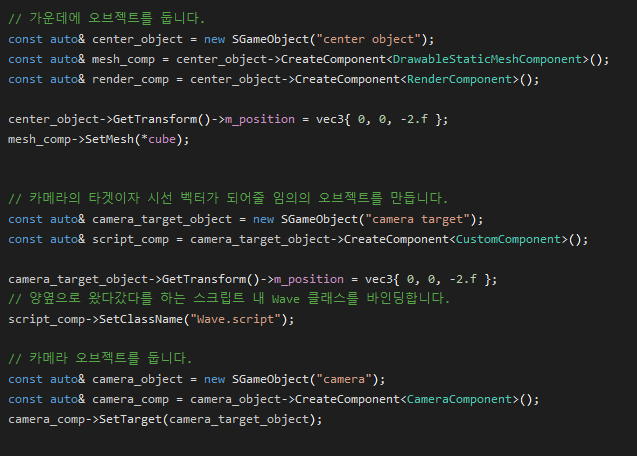 // 가운데에 오브젝트를 둡니다.
const auto& center_object = new SGameObject("center object");
const auto& mesh_comp = center_object->CreateComponent<DrawableStaticMeshComponent>();
const auto& render_comp = center_object->CreateComponent<RenderComponent>();
center_object->GetTransform()->m_position = vec3{ 0, 0, -2.f };
mesh_comp->SetMesh(*cube);
// 카메라의 타겟이자 시선 벡터가 되어줄 임의의 오브젝트를 만듭니다.
const auto& camera_target_object = new SGameObject("camera target");
const auto& script_comp = camera_target_object->CreateComponent<CustomComponent>();
camera_target_object->GetTransform()->m_position = vec3{ 0, 0, -2.f };
// 양옆으로 왔다갔다를 하는 스크립트 내 Wave 클래스를 바인딩합니다.
script_comp->SetClassName("Wave.script");
// 카메라 오브젝트를 둡니다.
const auto& camera_object = new SGameObject("camera");
const auto& camera_comp = camera_object->CreateComponent<CameraComponent>();
camera_comp->SetTarget(camera_target_object);